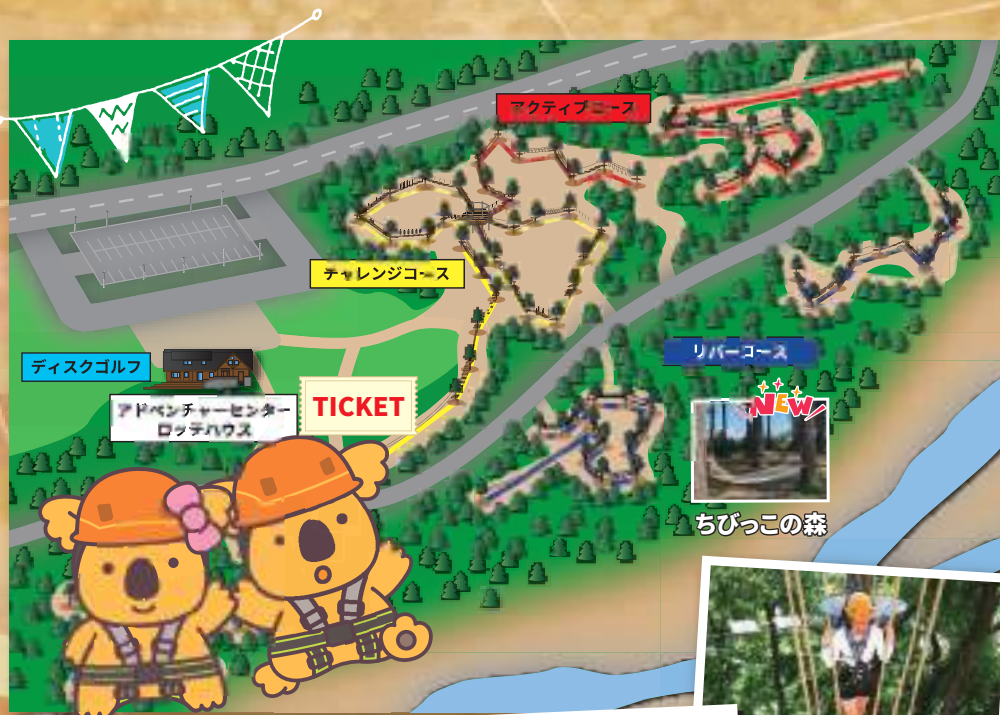 アクティブコース
チャレンジコース
ディスクゴルフ
アドベンチャーセンター
ロッヂハウス
TICKET
リバーコース
NEW
ちびっこの森